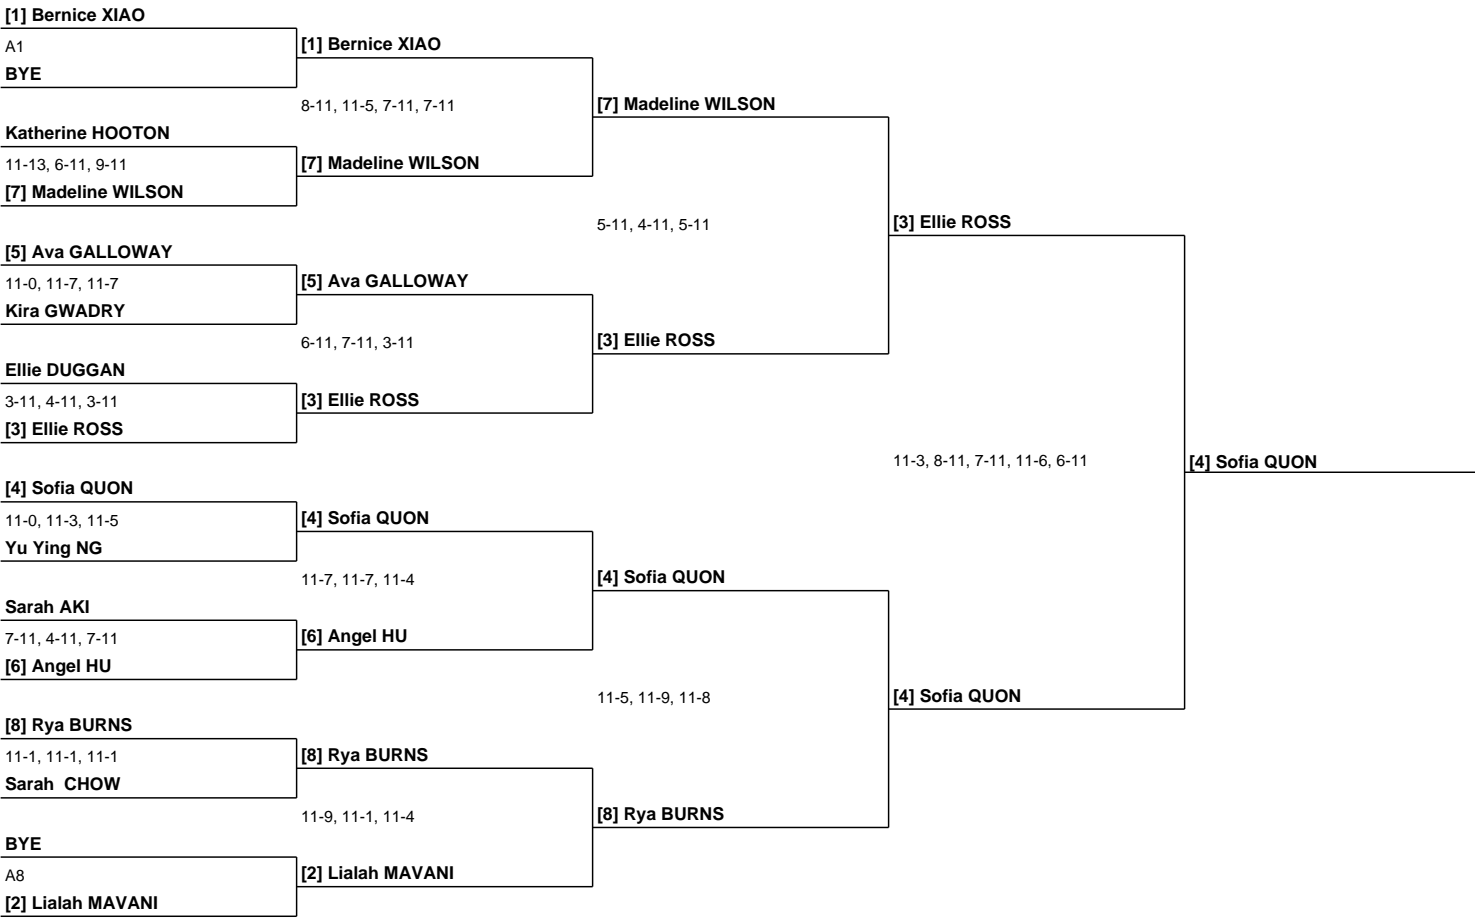 [1] Bernice XIAO
A1
BYE
Katherine HOOTON
11-13, 6-11, 9-11
[7] Madeline WILSON
[5] Ava GALLOWAY
11-0, 11-7, 11-7
Kira GWADRY
Ellie DUGGAN
3-11, 4-11, 3-11
[3] Ellie ROSS
[4] Sofia QUON
11-0, 11-3, 11-5
Yu Ying NG
Sarah AKI
7-11, 4-11, 7-11
[6] Angel HU
[8] Rya BURNS
11-1, 11-1, 11-1
Sarah  CHOW
BYE
A8
[2] Lialah MAVANI
[1] Bernice XIAO
8-11, 11-5, 7-11, 7-11
[7] Madeline WILSON
[5] Ava GALLOWAY
6-11, 7-11, 3-11
[3] Ellie ROSS
[4] Sofia QUON
11-7, 11-7, 11-4
[6] Angel HU
[8] Rya BURNS
11-9, 11-1, 11-4
[2] Lialah MAVANI
[7] Madeline WILSON
5-11, 4-11, 5-11
[3] Ellie ROSS
[4] Sofia QUON
11-5, 11-9, 11-8
[8] Rya BURNS
[3] Ellie ROSS
11-3, 8-11, 7-11, 11-6, 6-11
[4] Sofia QUON
[4] Sofia QUON